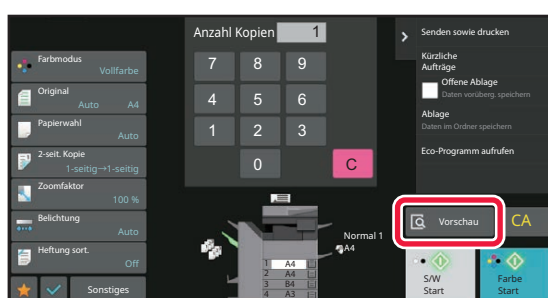 Anzahl Kopien 1
Farbmodus
Vollfarbe
Original
Auto A4
Papierwahl
Auto
2-seit. Kopie
1-seitig→1-seitig
Zoomfaktor
100 %
Belichtung
Auto
Heftung sort.
Off
Sonstiges
7 8 9
4 5 6
1 2 3
0 C
Normal 1
A4
1 A4
2 A4
3 B4
4 A3
Senden sowie drucken
Kürzliche
Aufträge
Offene Ablage
Daten vorüberg. speichern
Ablage
Daten im Ordner speichern
Eco-Programm aufrufen
Vorschau
CA
S/W
Start
Farbe
Start